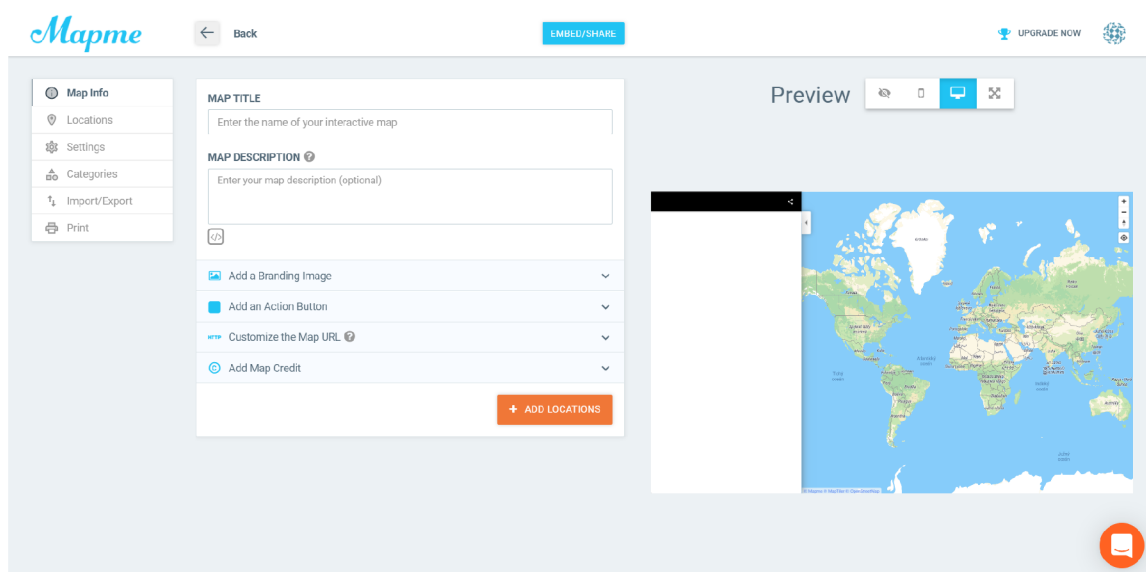 Mapme
Back
EMBED/SHARE
UPGRADE NOW
Map Info
Locations
Settings
Categories
Import/Export
Print
MAP TITLE
Enter the name of your interactive map
MAP DESCRIPTION ?
Enter your map description (optional)
</>
Add a Branding Image
Add an Action Button
HTTP Customize the Map URL ?
© Add Map Credit
+ ADD LOCATIONS
Preview